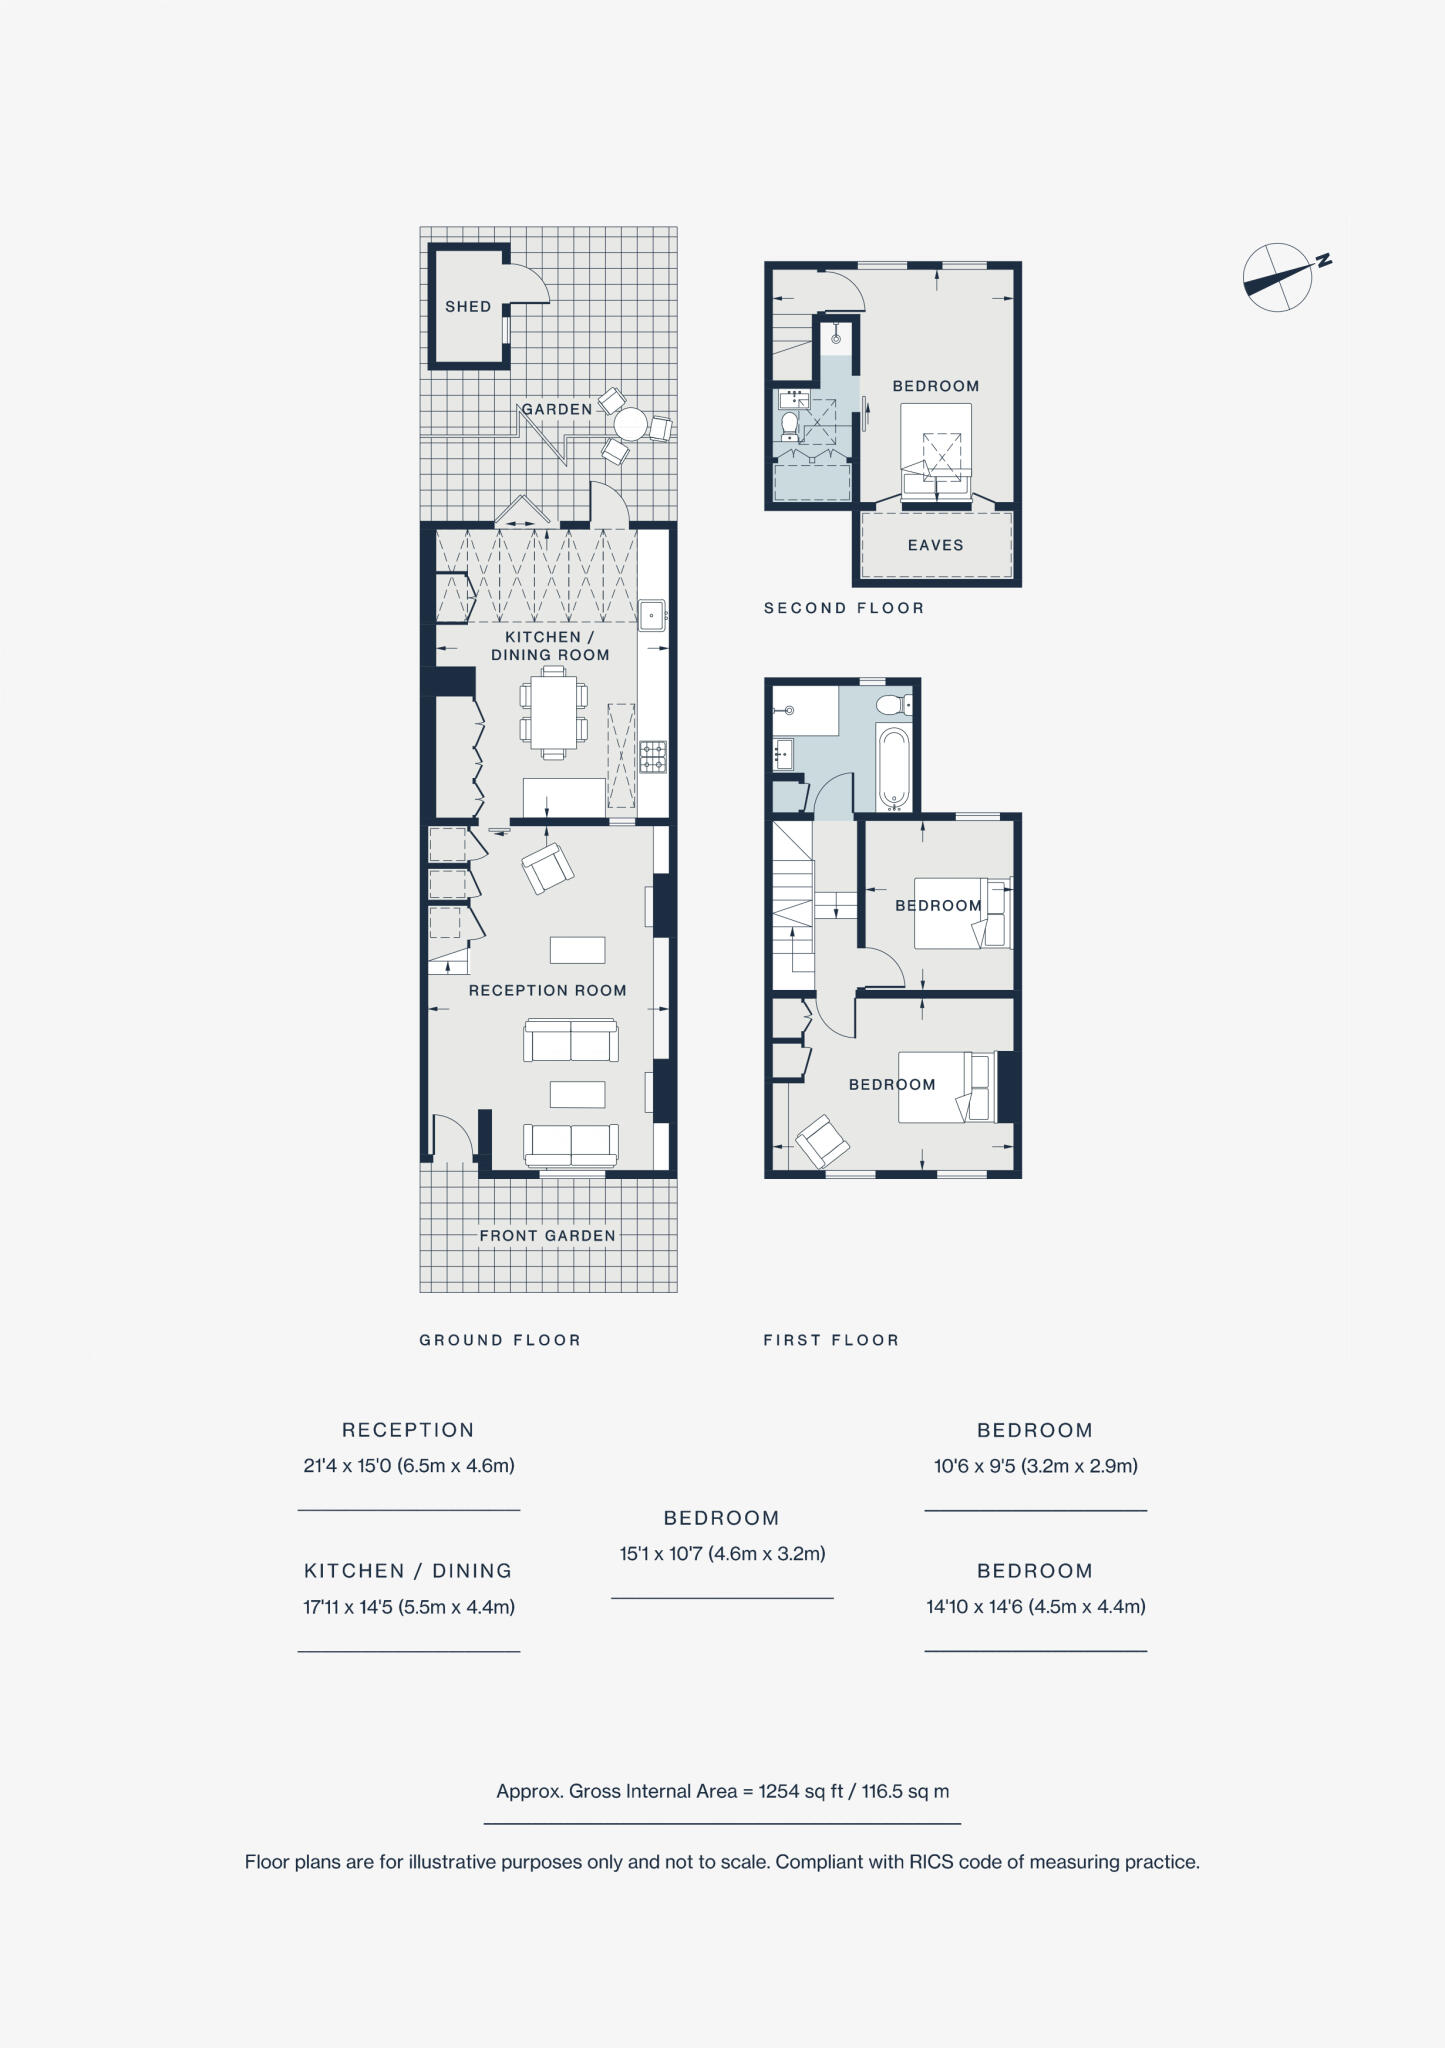 N
SHED
GARDEN
KITCHEN /
DINING ROOM
RECEPTION ROOM
FRONT GARDEN
GROUND FLOOR
BEDROOM
EAVES
SECOND FLOOR
BEDROOM
BEDROOM
FIRST FLOOR
RECEPTION
21'4 x 15'0 (6.5m x 4.6m)
KITCHEN / DINING
17'11 x 14'5 (5.5m x 4.4m)
BEDROOM
15'1 x 10'7 (4.6m x 3.2m)
BEDROOM
10'6 x 9'5 (3.2m x 2.9m)
BEDROOM
14'10 x 14'6 (4.5m x 4.4m)
Approx. Gross Internal Area = 1254 sq ft / 116.5 sq m
Floor plans are for illustrative purposes only and not to scale. Compliant with RICS code of measuring practice.